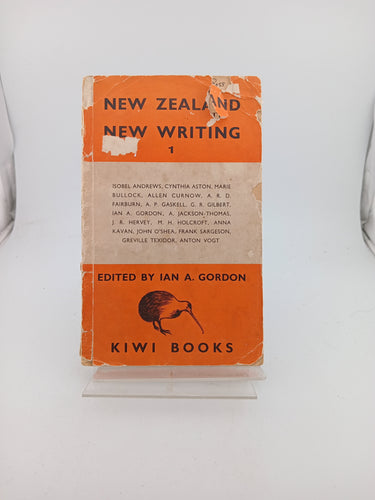 NEW ZEALAND
NEW WRITING
1
ISOBEL ANDREWS, CYNTHIA ASTON, MARIE
BULLOCK, ALLEN CURNOW, A. R. D.
FAIRBURN, A. P. GASKELL, G. R. GILBERT,
IAN A. GORDON, A. JACKSON-THOMAS,
J. R. HERVEY, M. H. HOLCROFT, ANNA
KAVAN, JOHN O'SHEA, FRANK SARGESON,
GREVILLE TEXIDOR, ANTON VOGT
EDITED BY IAN A. GORDON
KIWI BOOKS